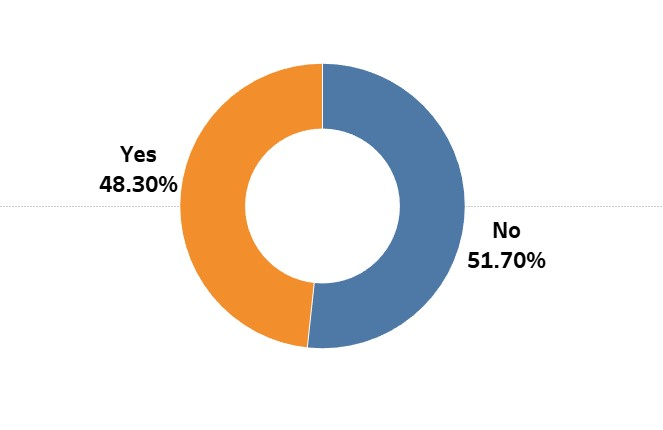 Yes
48.30%
No
51.70%